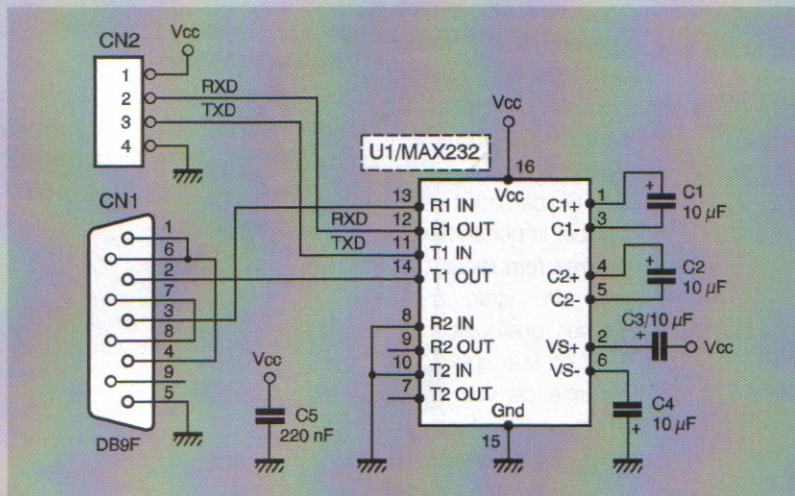 CN2
Vcc
1
2
3
4
RXD
TXD
CN1
1
6
2
7
3
8
4
9
5
DB9F
Vcc
C5
220 nF
U1/MAX232
Vcc
16
Vcc
13 R1 IN
RXD 12 R1 OUT
TXD 11 T1 IN
14 T1 OUT
8 R2 IN
9 R2 OUT
10 T2 IN
7 T2 OUT
Gnd
15
C1+ 1
C1- 3
C2+ 4
C2- 5
VS+ 2
VS- 6
+ C1
10 µF
+ C2
10 µF
C3/10 µF
+ Vcc
C4
+ 10 µF